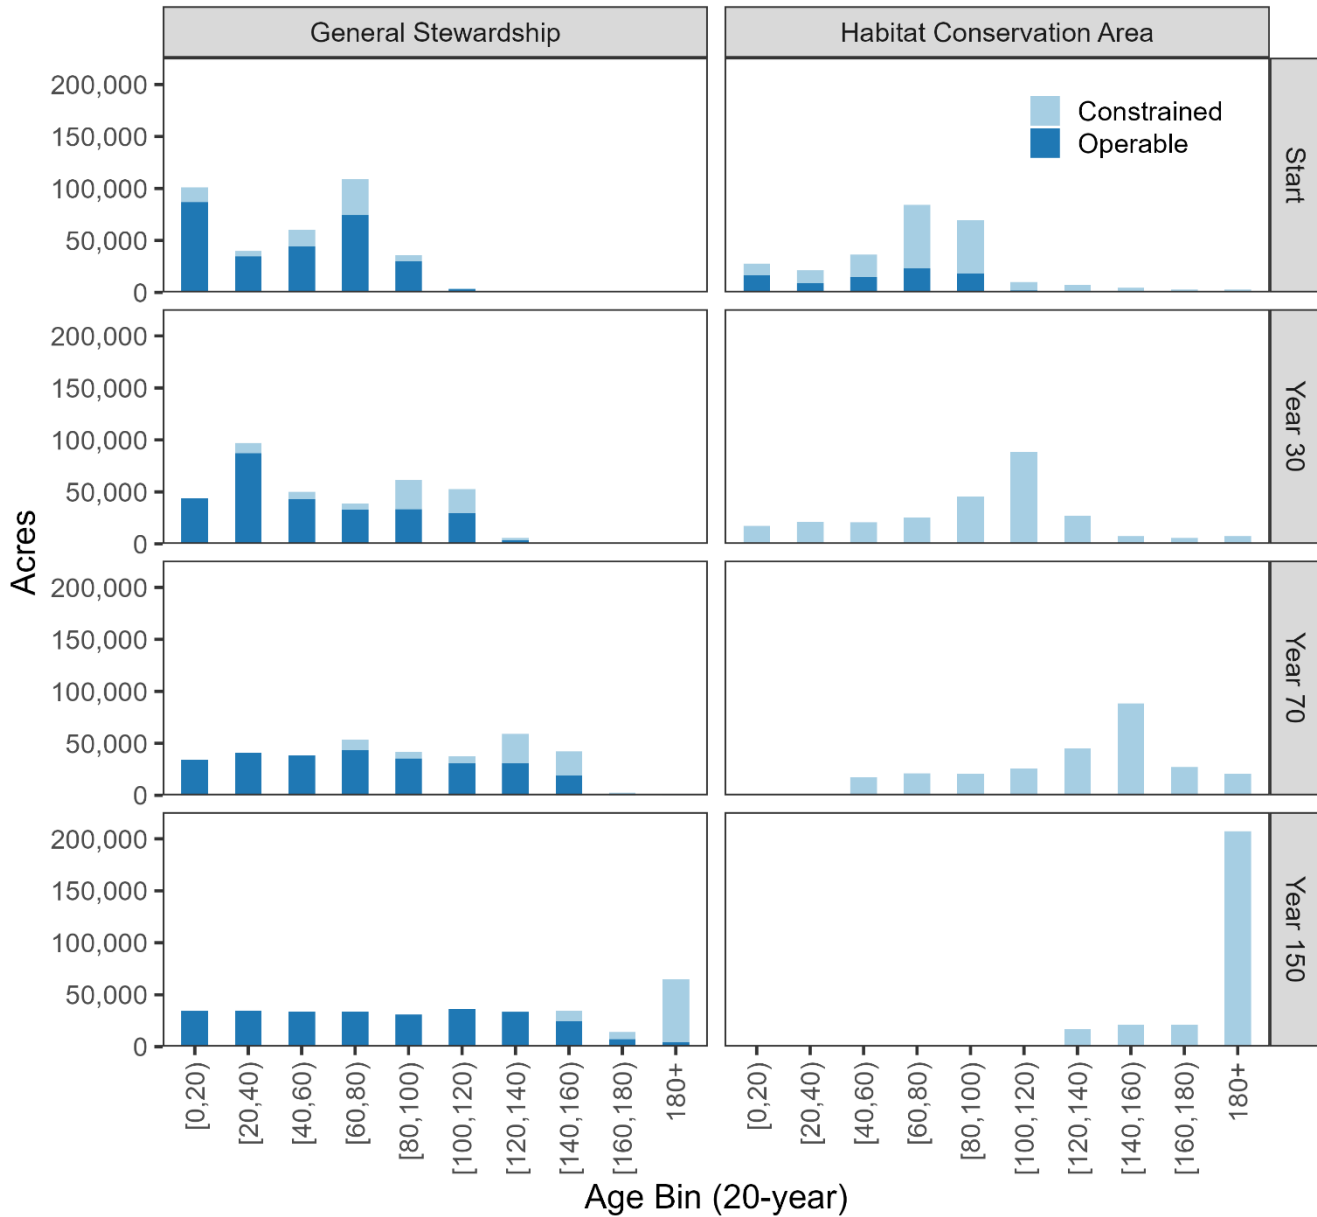 General Stewardship
Habitat Conservation Area
Constrained
Operable
Start
200,000
150,000
100,000
50,000
0
Year 30
200,000
150,000
100,000
50,000
0
Acres
Year 70
200,000
150,000
100,000
50,000
0
Year 150
200,000
150,000
100,000
50,000
0
[0,20) [20,40) [40,60) [60,80) [80,100) [100,120) [120,140) [140,160) [160,180) 180+
[0,20) [20,40) [40,60) [60,80) [80,100) [100,120) [120,140) [140,160) [160,180) 180+
Age Bin (20-year)